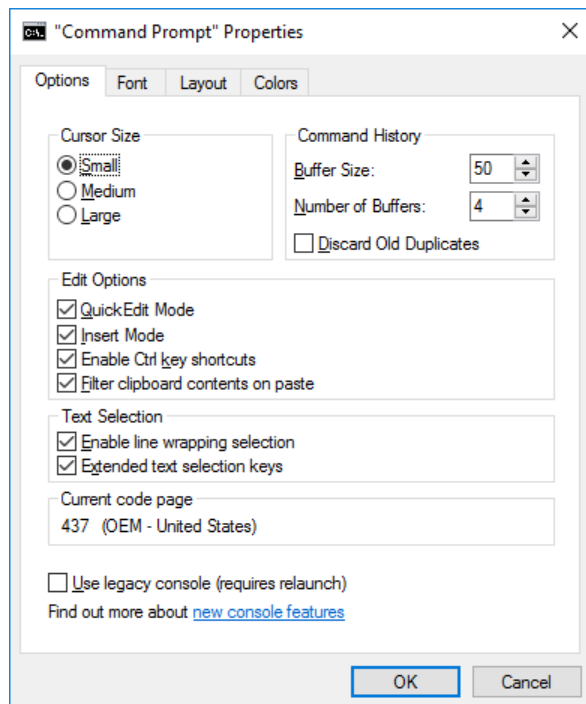 C:\. "Command Prompt" Properties
Options Font Layout Colors
Cursor Size
Small
Medium
Large
Command History
Buffer Size: 50
Number of Buffers: 4
Discard Old Duplicates
Edit Options
QuickEdit Mode
Insert Mode
Enable Ctrl key shortcuts
Filter clipboard contents on paste
Text Selection
Enable line wrapping selection
Extended text selection keys
Current code page
437 (OEM - United States)
Use legacy console (requires relaunch)
Find out more about new console features
OK Cancel